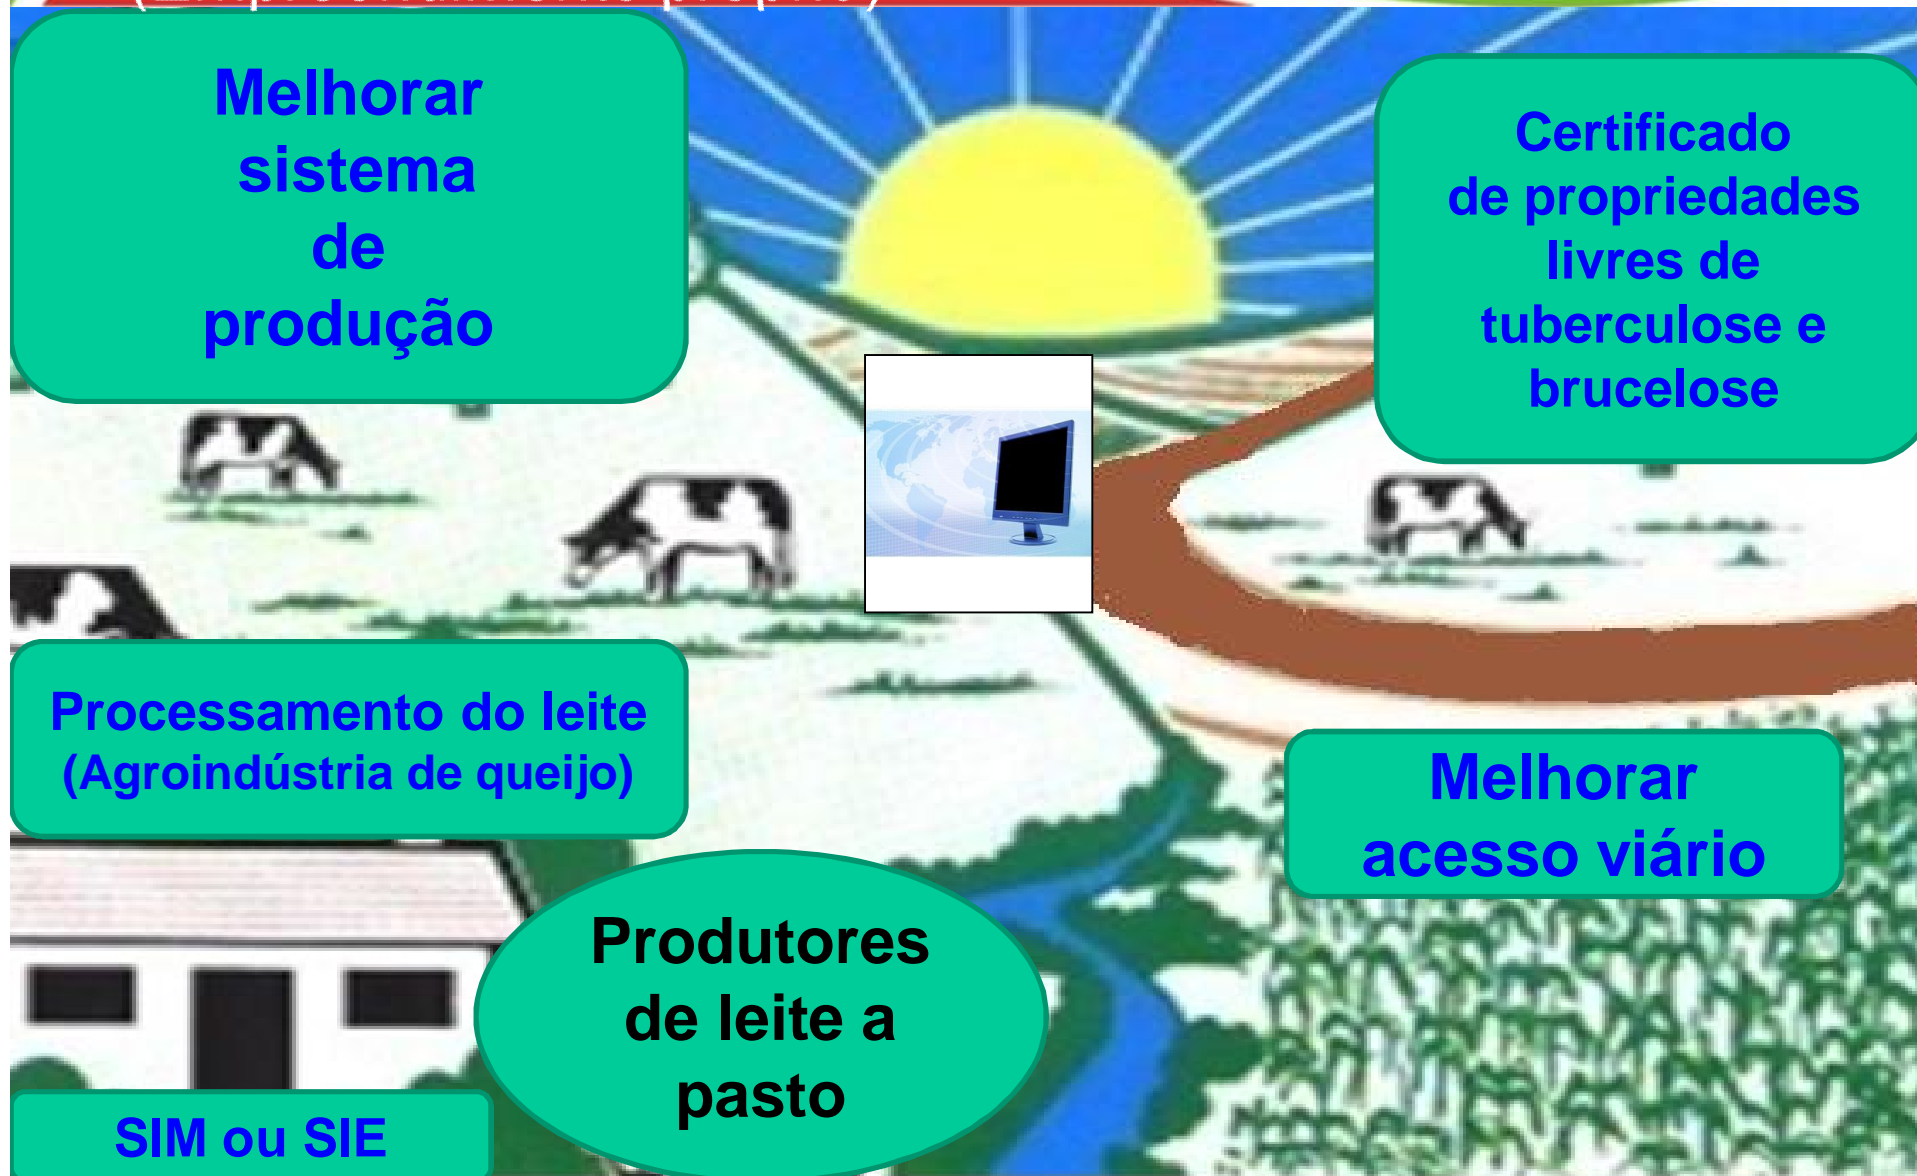 Melhorar
sistema
de
produção
Certificado
de propriedades
livres de
tuberculose e
brucelose
Processamento do leite
(Agroindústria de queijo)
Melhorar
acesso viário
Produtores
de leite a
pasto
SIM ou SIE